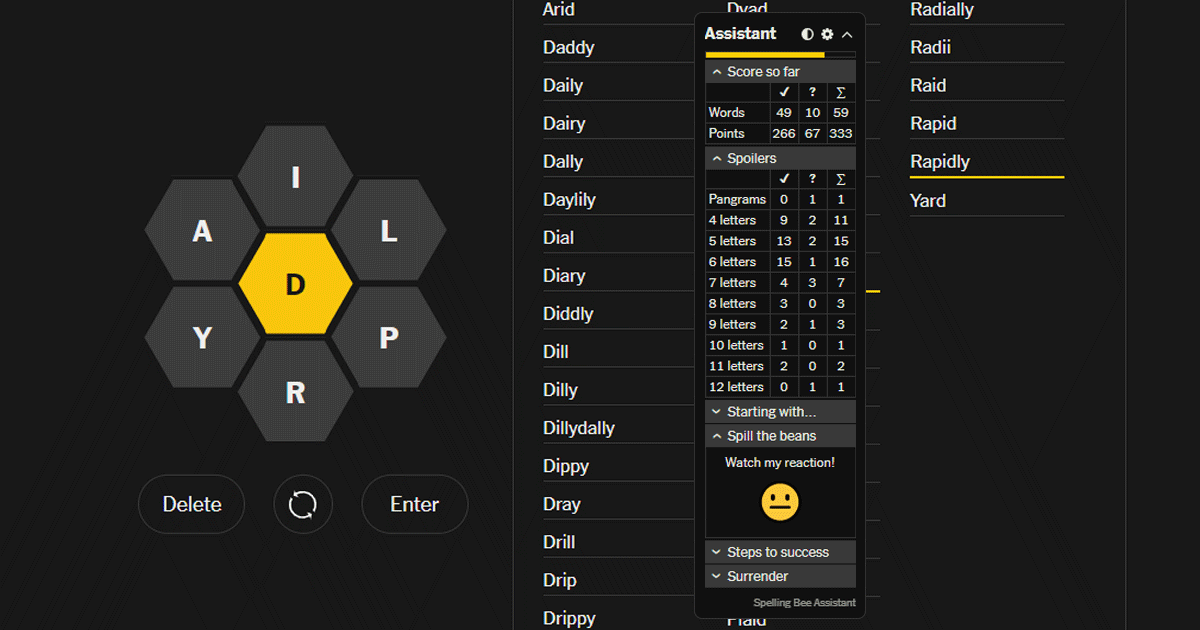 I
A
L
D
Y
P
R
Delete
Enter
Arid
Daddy
Daily
Dairy
Dally
Daylily
Dial
Diary
Diddly
Dill
Dilly
Dillydally
Dippy
Dray
Drill
Drip
Drippy
Dyad
Assistant
Score so far
✓ ? Σ
Words 49 10 59
Points 266 67 333
Spoilers
✓ ? Σ
Pangrams 0 1 1
4 letters 9 2 11
5 letters 13 2 15
6 letters 15 1 16
7 letters 4 3 7
8 letters 3 0 3
9 letters 2 1 3
10 letters 1 0 1
11 letters 2 0 2
12 letters 0 1 1
Starting with...
Spill the beans
Watch my reaction!
Steps to success
Surrender
Spelling Bee Assistant
Plaid
Radially
Radii
Raid
Rapid
Rapidly
Yard